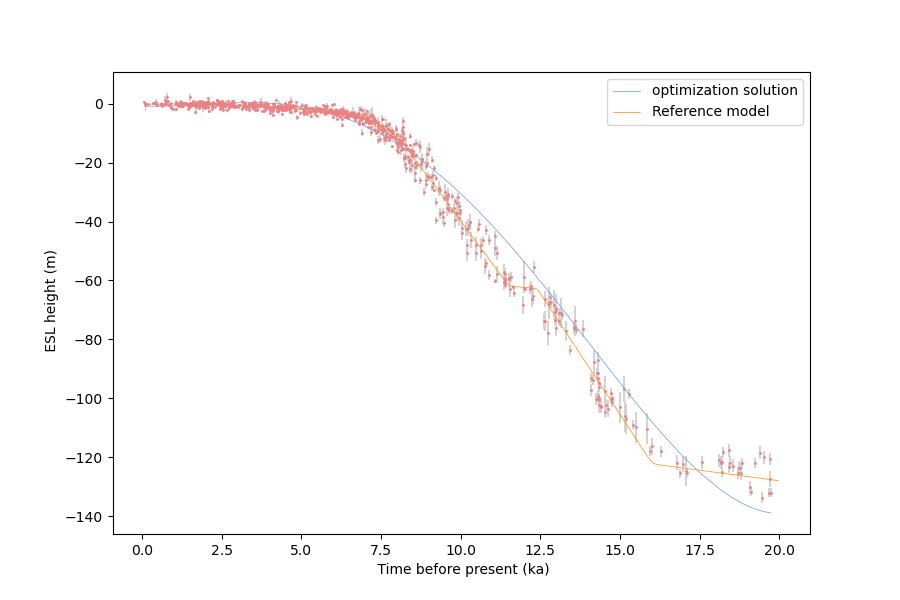 optimization solution
Reference model
0
−20
−40
−60
−80
−100
−120
−140
ESL height (m)
0.0 2.5 5.0 7.5 10.0 12.5 15.0 17.5 20.0
Time before present (ka)